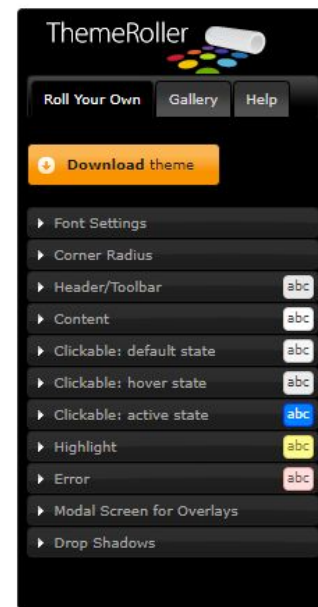 ThemeRoller
Roll Your Own Gallery Help
Download theme
Font Settings
Corner Radius
Header/Toolbar abc
Content abc
Clickable: default state abc
Clickable: hover state abc
Clickable: active state abc
Highlight abc
Error abc
Modal Screen for Overlays
Drop Shadows